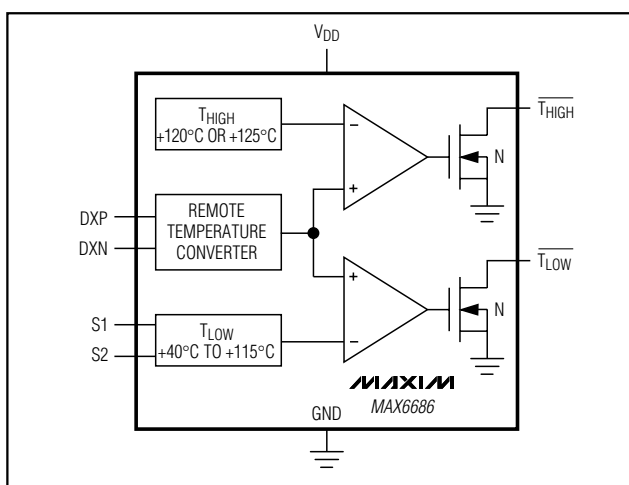 VDD
THIGH
+120°C OR +125°C
−
+
THIGH
N
DXP
DXN
REMOTE
TEMPERATURE
CONVERTER
S1
S2
TLOW
+40°C TO +115°C
+
−
TLOW
N
MAXIM
MAX6686
GND